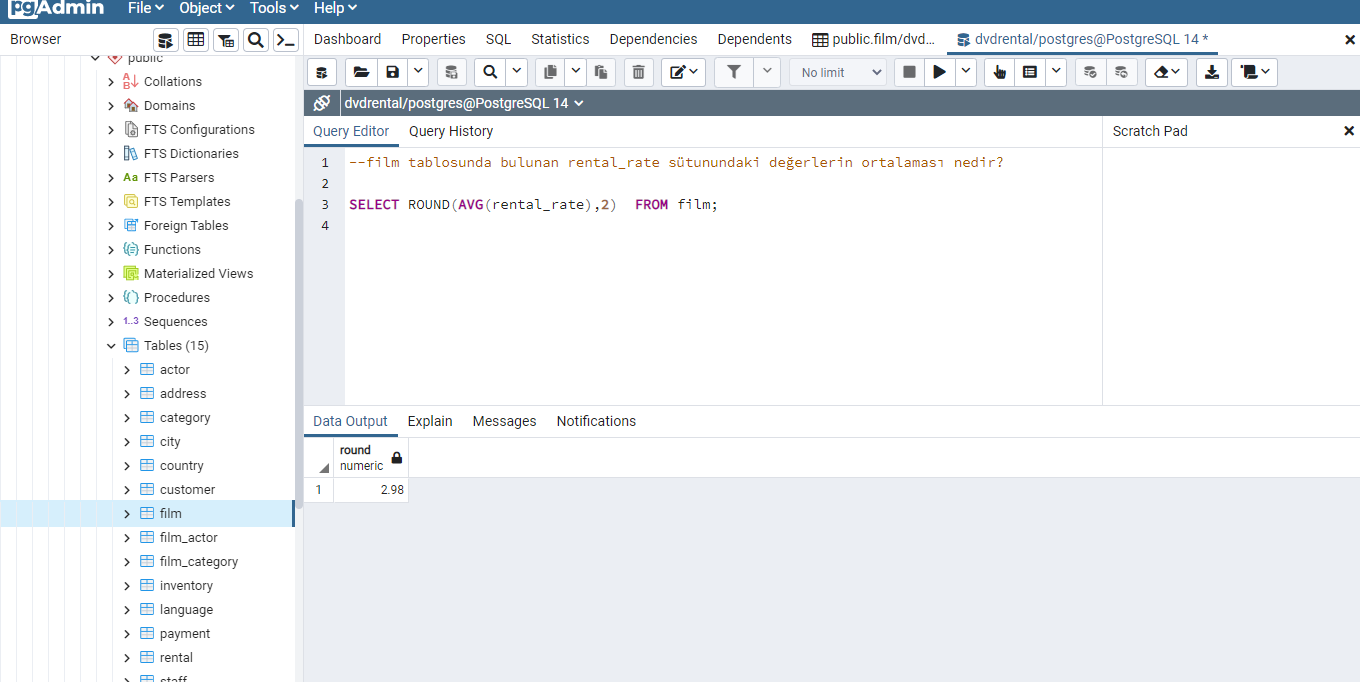 pgAdmin File Object Tools Help
Browser
Dashboard Properties SQL Statistics Dependencies Dependents public.film/dvd... dvdrental/postgres@PostgreSQL 14 *
No limit
dvdrental/postgres@PostgreSQL 14
Query Editor Query History
Scratch Pad
1 --film tablosunda bulunan rental_rate sütunundaki değerlerin ortalaması nedir?
2
3 SELECT ROUND(AVG(rental_rate),2) FROM film;
4
Data Output Explain Messages Notifications
round
numeric
1 2.98
public
Collations
Domains
FTS Configurations
FTS Dictionaries
Aa FTS Parsers
FTS Templates
Foreign Tables
Functions
Materialized Views
Procedures
1..3 Sequences
Tables (15)
actor
address
category
city
country
customer
film
film_actor
film_category
inventory
language
payment
rental
staff